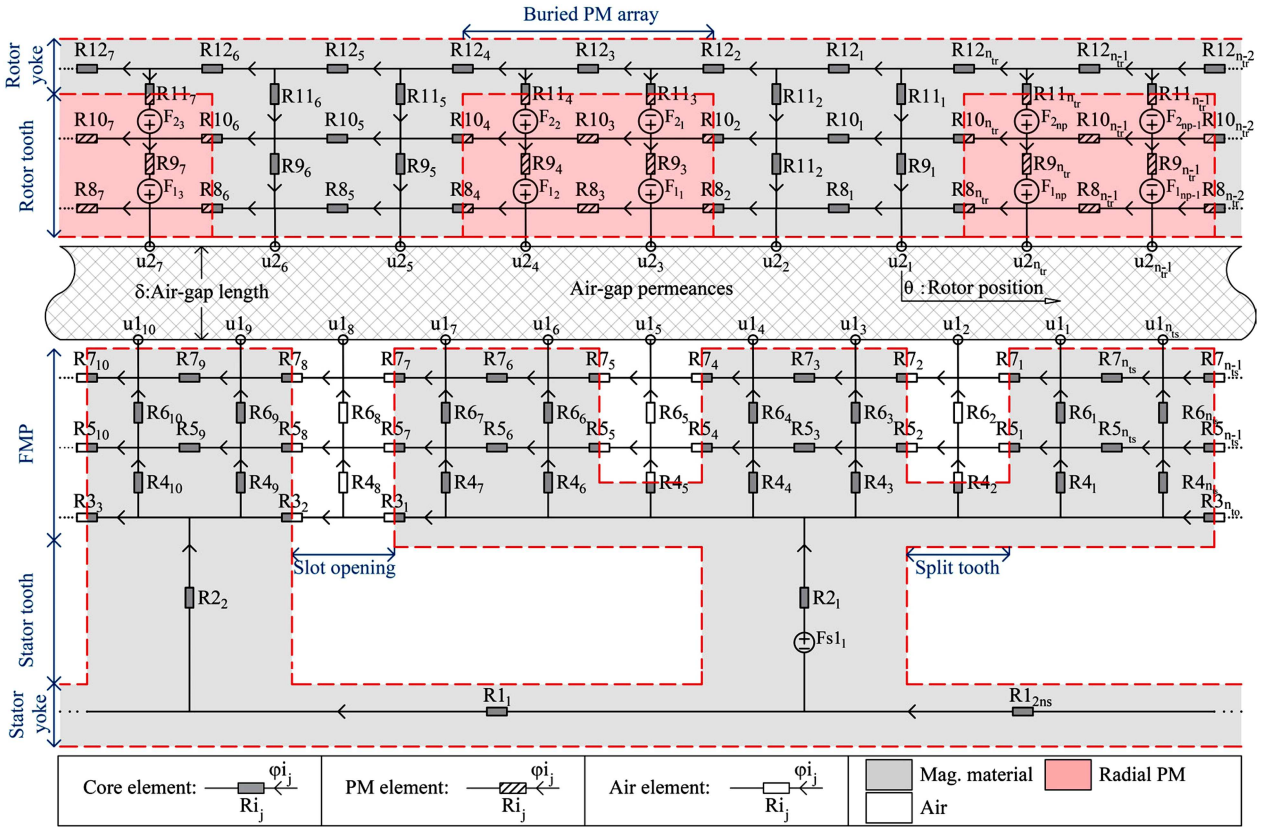 Buried PM array
Rotor yoke
R12₇ R12₆ R12₅ R12₄ R12₃ R12₂ R12₁ R12ₙₜᵣ R12ₙₜᵣ₋₁ R12ₙₜᵣ₋₂
R11₇ R11₆ R11₅ R11₄ R11₃ R11₂ R11₁ R11ₙₜᵣ R11ₙₜᵣ₋₁
Rotor tooth
F2₃ F2₂ F2₁ F2ₙₚ F2ₙₚ₋₁
R10₇ R10₆ R10₅ R10₄ R10₃ R10₂ R10₁ R10ₙₜᵣ R10ₙₜᵣ₋₁ R10ₙₜᵣ₋₂
R9₇ R9₆ R9₅ R9₄ R9₃ R11₂ R9₁ R9ₙₜᵣ R9ₙₜᵣ₋₁
F1₃ F1₂ F1₁ F1ₙₚ F1ₙₚ₋₁
R8₇ R8₆ R8₅ R8₄ R8₃ R8₂ R8₁ R8ₙₜᵣ R8ₙₜᵣ₋₁ R8ₙₜᵣ₋₂
u2₇ u2₆ u2₅ u2₄ u2₃ u2₂ u2₁ u2ₙₜᵣ u2ₙₜᵣ₋₁
δ:Air-gap length Air-gap permeances θ :Rotor position
u1₁₀ u1₉ u1₈ u1₇ u1₆ u1₅ u1₄ u1₃ u1₂ u1₁ u1ₙₜₛ
FMP
R7₁₀ R7₉ R7₈ R7₇ R7₆ R7₅ R7₄ R7₃ R7₂ R7₁ R7ₙₜₛ R7ₙₜₛ₋₁
R6₁₀ R6₉ R6₈ R6₇ R6₆ R6₅ R6₄ R6₃ R6₂ R6₁ R6ₙ
R5₁₀ R5₉ R5₈ R5₇ R5₆ R5₅ R5₄ R5₃ R5₂ R5₁ R5ₙₜₛ R5ₙₜₛ₋₁
R4₁₀ R4₉ R4₈ R4₇ R4₆ R4₅ R4₄ R4₃ R4₂ R4₁ R4ₙ
R3₃ R3₂ R3₁ R3ₙₜₒ
Slot opening Split tooth
Stator tooth
R2₂ R2₁
Fs1₁
Stator yoke
R1₁ R1₂ₙₛ
Core element: φiⱼ Riⱼ
PM element: φiⱼ Riⱼ
Air element: φiⱼ Riⱼ
Mag. material Radial PM
Air